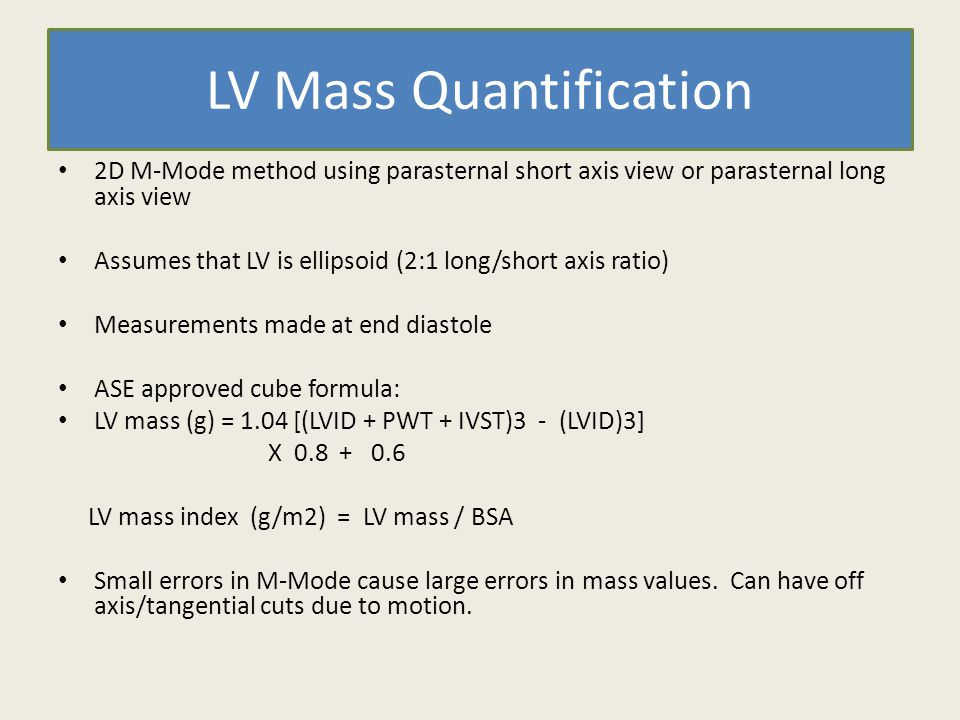 LV Mass Quantification
• 2D M-Mode method using parasternal short axis view or parasternal long
axis view
• Assumes that LV is ellipsoid (2:1 long/short axis ratio)
• Measurements made at end diastole
• ASE approved cube formula:
• LV mass (g) = 1.04 [(LVID + PWT + IVST)3 - (LVID)3]
X 0.8 + 0.6
LV mass index (g/m2) = LV mass / BSA
• Small errors in M-Mode cause large errors in mass values. Can have off
axis/tangential cuts due to motion.